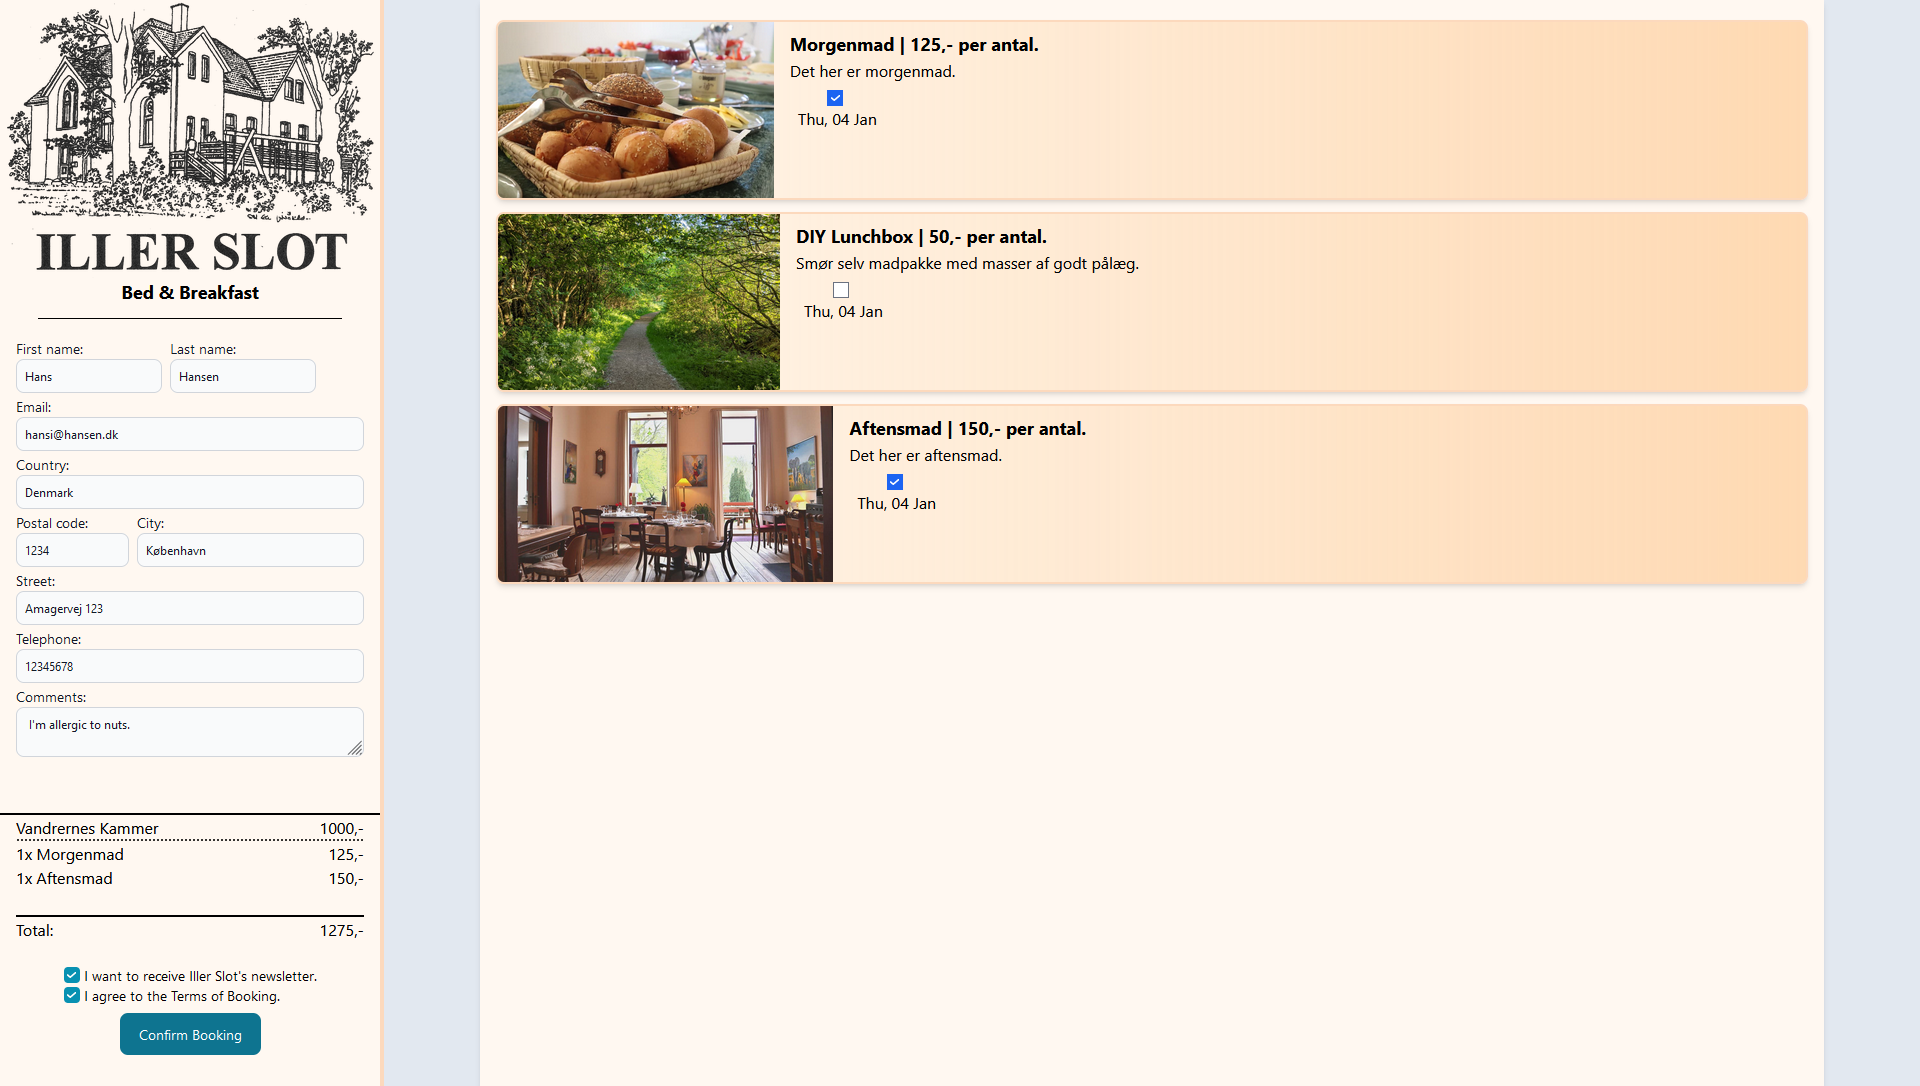 ILLER SLOT
Bed & Breakfast
First name:
Last name:
Hans
Hansen
Email:
hansi@hansen.dk
Country:
Denmark
Postal code:
City:
1234
København
Street:
Amagervej 123
Telephone:
12345678
Comments:
I'm allergic to nuts.
Vandrernes Kammer 1000,-
1x Morgenmad 125,-
1x Aftensmad 150,-
Total: 1275,-
I want to receive Iller Slot's newsletter.
I agree to the Terms of Booking.
Confirm Booking
Morgenmad | 125,- per antal.
Det her er morgenmad.
Thu, 04 Jan
DIY Lunchbox | 50,- per antal.
Smør selv madpakke med masser af godt pålæg.
Thu, 04 Jan
Aftensmad | 150,- per antal.
Det her er aftensmad.
Thu, 04 Jan